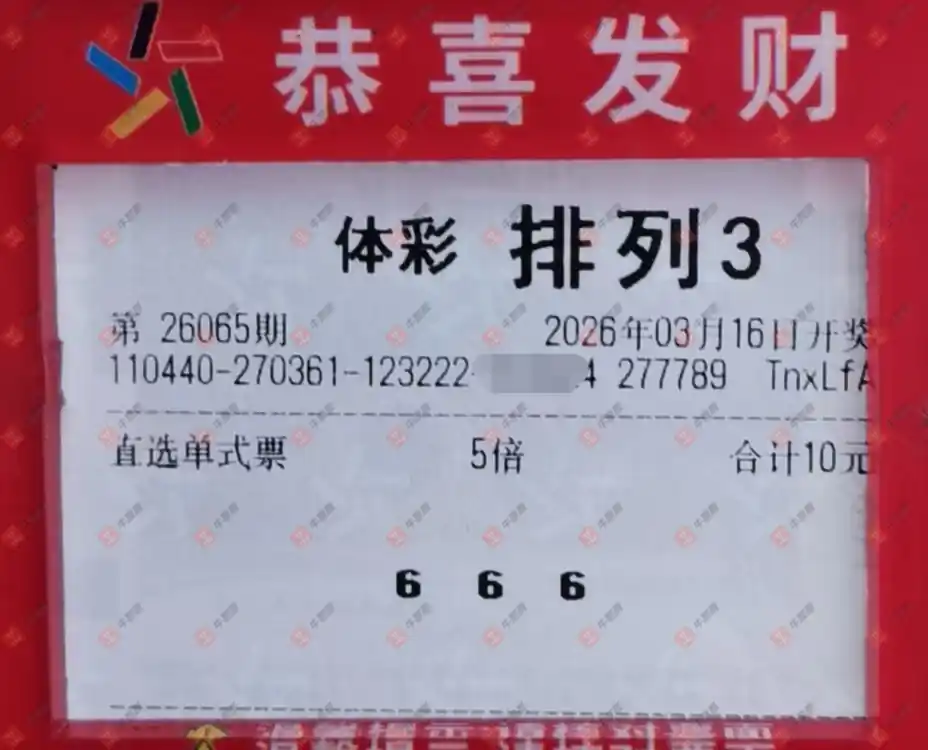 恭喜发财
体彩 排列3
第 26065期 2026年03月16日开奖
110440-270361-123222- 4 277789 TnxLfA
直选单式票 5倍 合计10元
6 6 6